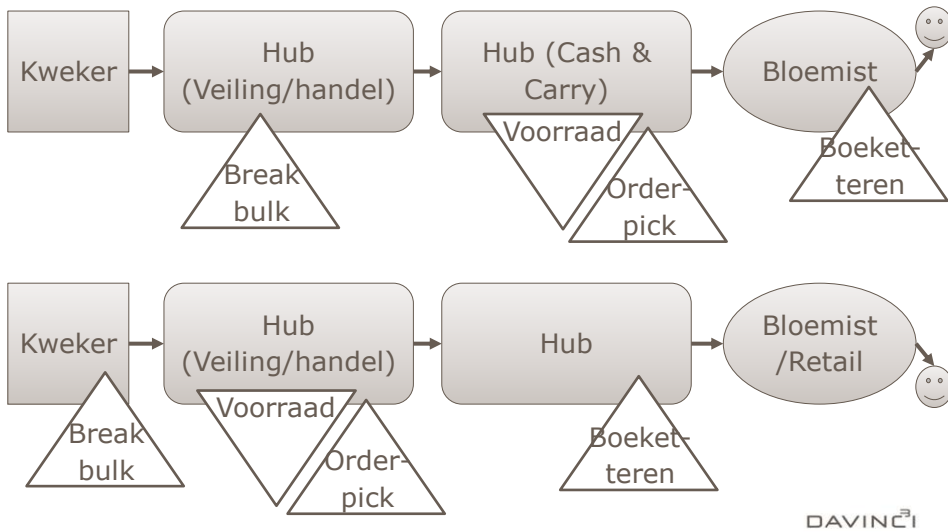 Kweker
Hub
(Veiling/handel)
Hub (Cash &
Carry)
Bloemist
Break
bulk
Voorraad
Order-
pick
Boeket-
teren
Kweker
Hub
(Veiling/handel)
Hub
Bloemist
/Retail
Break
bulk
Voorraad
Order-
pick
Boeket-
teren
DAVINC3I